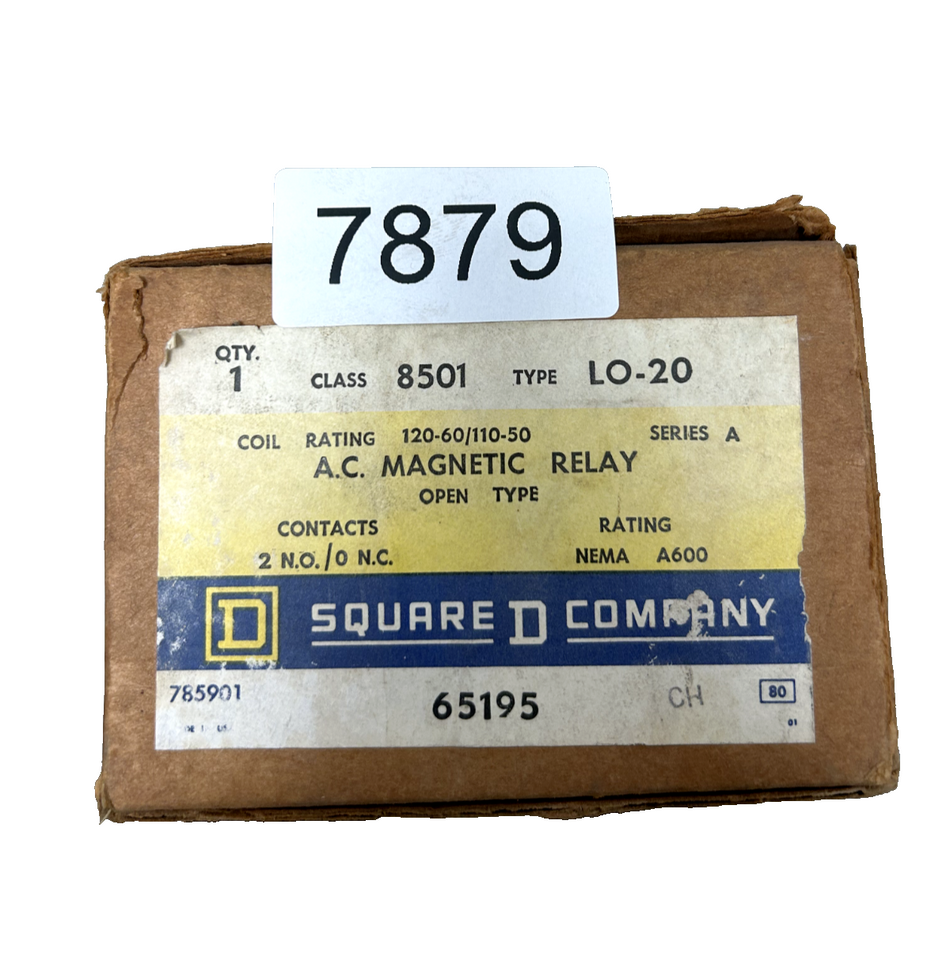 7879
QTY.
1 CLASS 8501 TYPE LO-20
COIL RATING 120-60/110-50 SERIES A
A.C. MAGNETIC RELAY
OPEN TYPE
CONTACTS RATING
2 N.O./0 N.C. NEMA A600
D SQUARE D COMPANY
785901 65195 CH 80
01